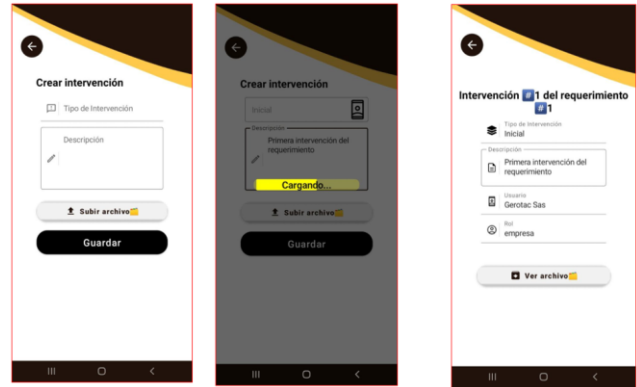 Crear intervención
Tipo de Intervención
Descripción
Subir archivo
Guardar
Crear intervención
Inicial
Descripción
Primera intervención del
requerimiento
Cargando...
Subir archivo
Guardar
Intervención #1 del requerimiento
#1
Tipo de Intervención
Inicial
Descripción
Primera intervención del
requerimiento
Usuario
Gerotac Sas
Rol
empresa
Ver archivo